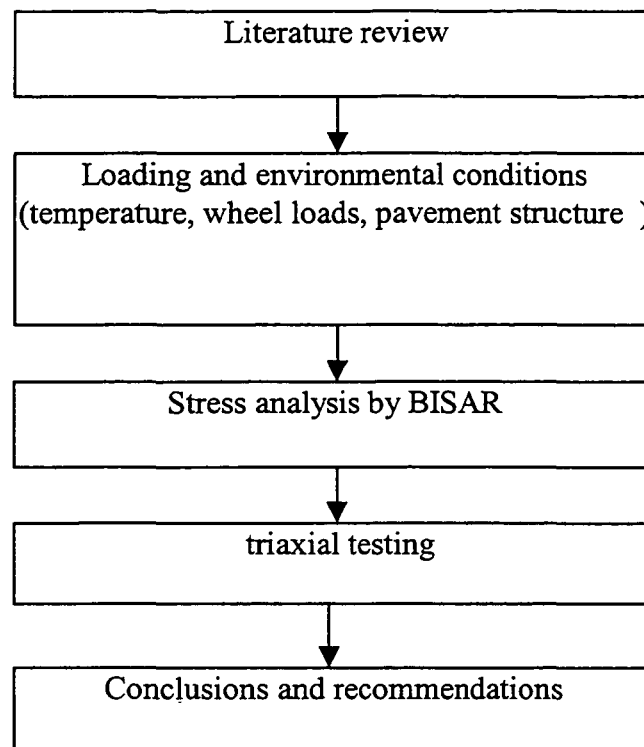 Literature review
Loading and environmental conditions
(temperature, wheel loads, pavement structure )
Stress analysis by BISAR
triaxial testing
Conclusions and recommendations